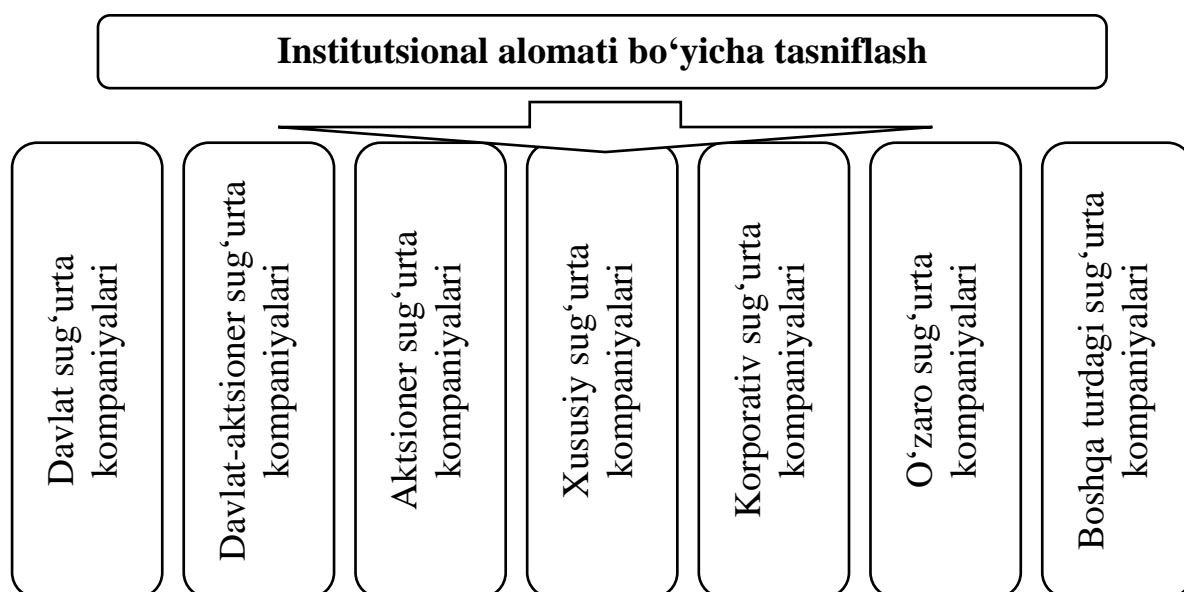 Institutsional alomati bo‘yicha tasniflash
Davlat sug‘urta
kompaniyalari
Davlat-aktsioner sug‘urta
kompaniyalari
Aktsioner sug‘urta
kompaniyalari
Xususiy sug‘urta
kompaniyalari
Korporativ sug‘urta
kompaniyalari
O‘zaro sug‘urta
kompaniyalari
Boshqa turdagi sug‘urta
kompaniyalari